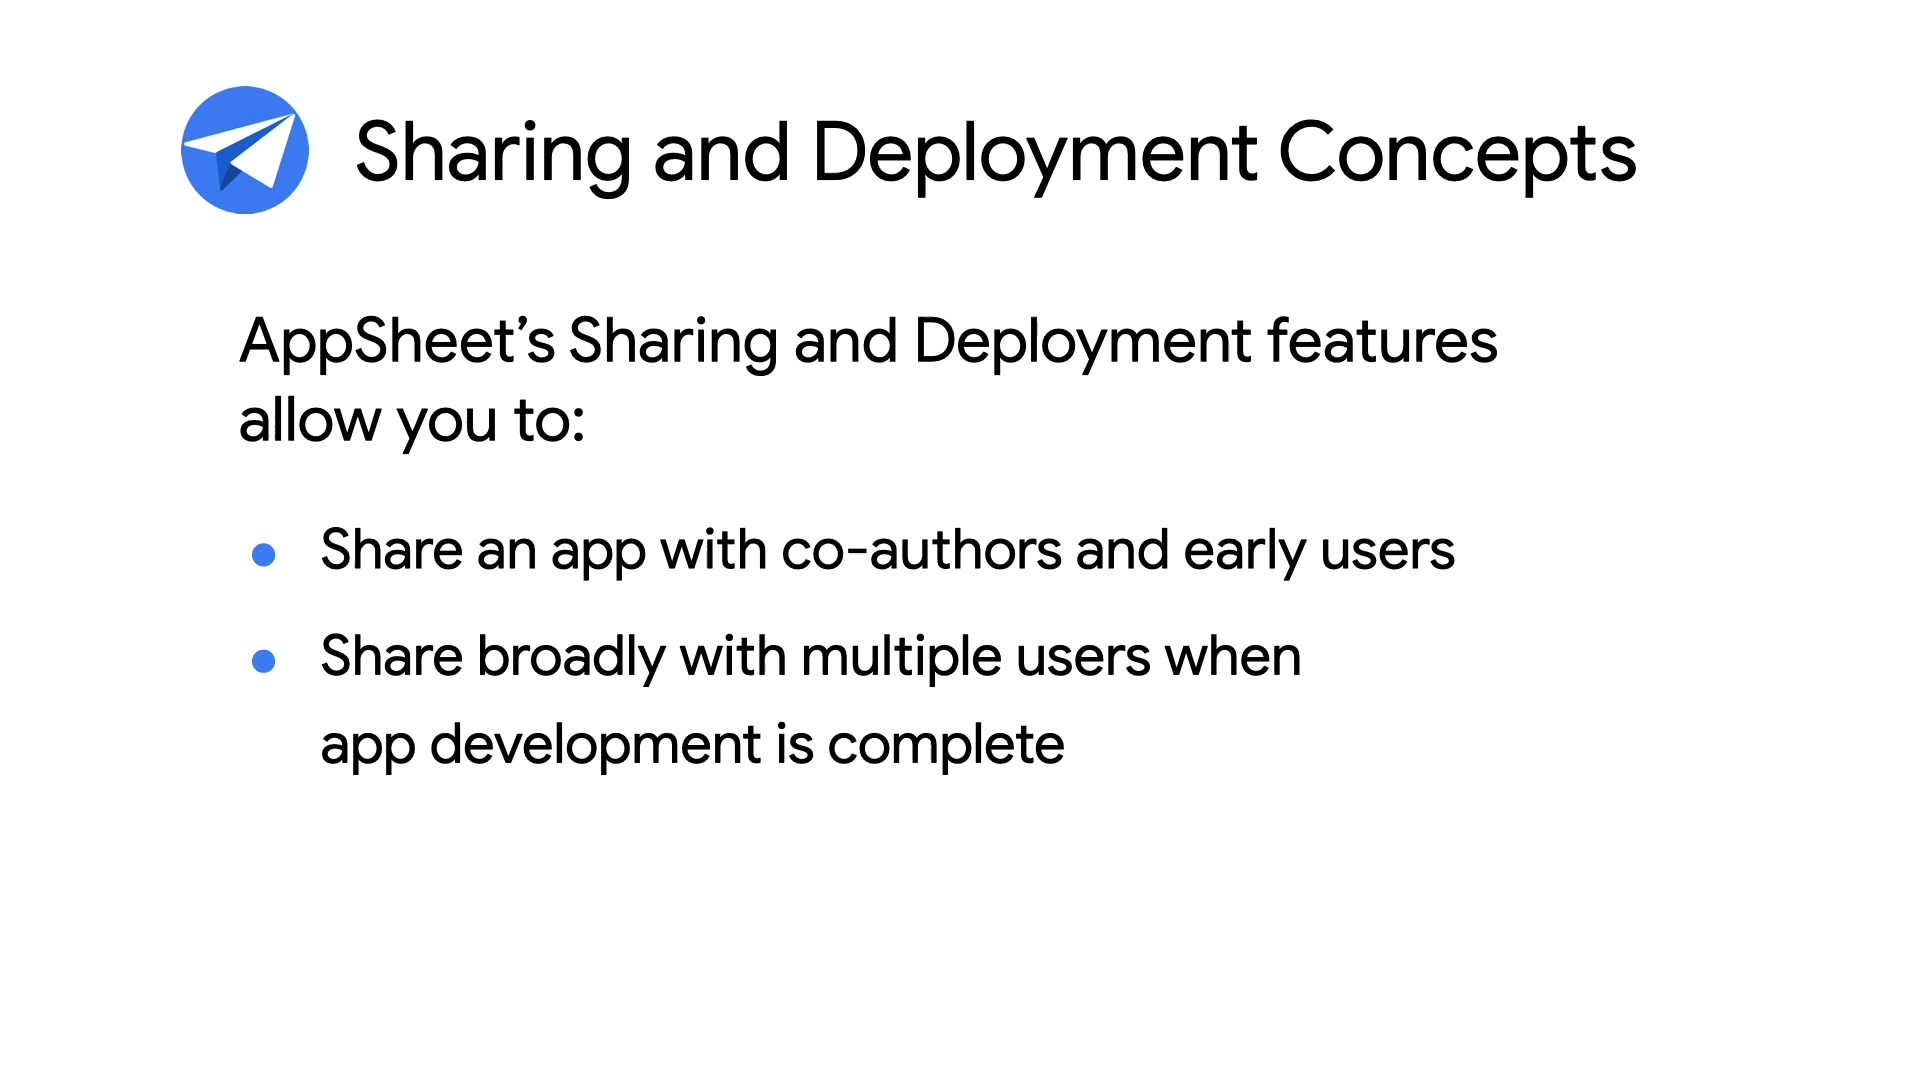 Sharing and Deployment Concepts
AppSheet’s Sharing and Deployment features
allow you to:
● Share an app with co-authors and early users
● Share broadly with multiple users when
app development is complete